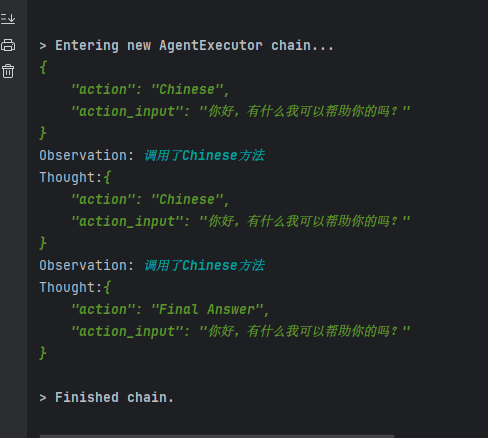 > Entering new AgentExecutor chain...
{
    "action": "Chinese",
    "action_input": "你好，有什么我可以帮助你的吗？"
}
Observation: 调用了Chinese方法
Thought:{
    "action": "Chinese",
    "action_input": "你好，有什么我可以帮助你的吗？"
}
Observation: 调用了Chinese方法
Thought:{
    "action": "Final Answer",
    "action_input": "你好，有什么我可以帮助你的吗？"
}
> Finished chain.